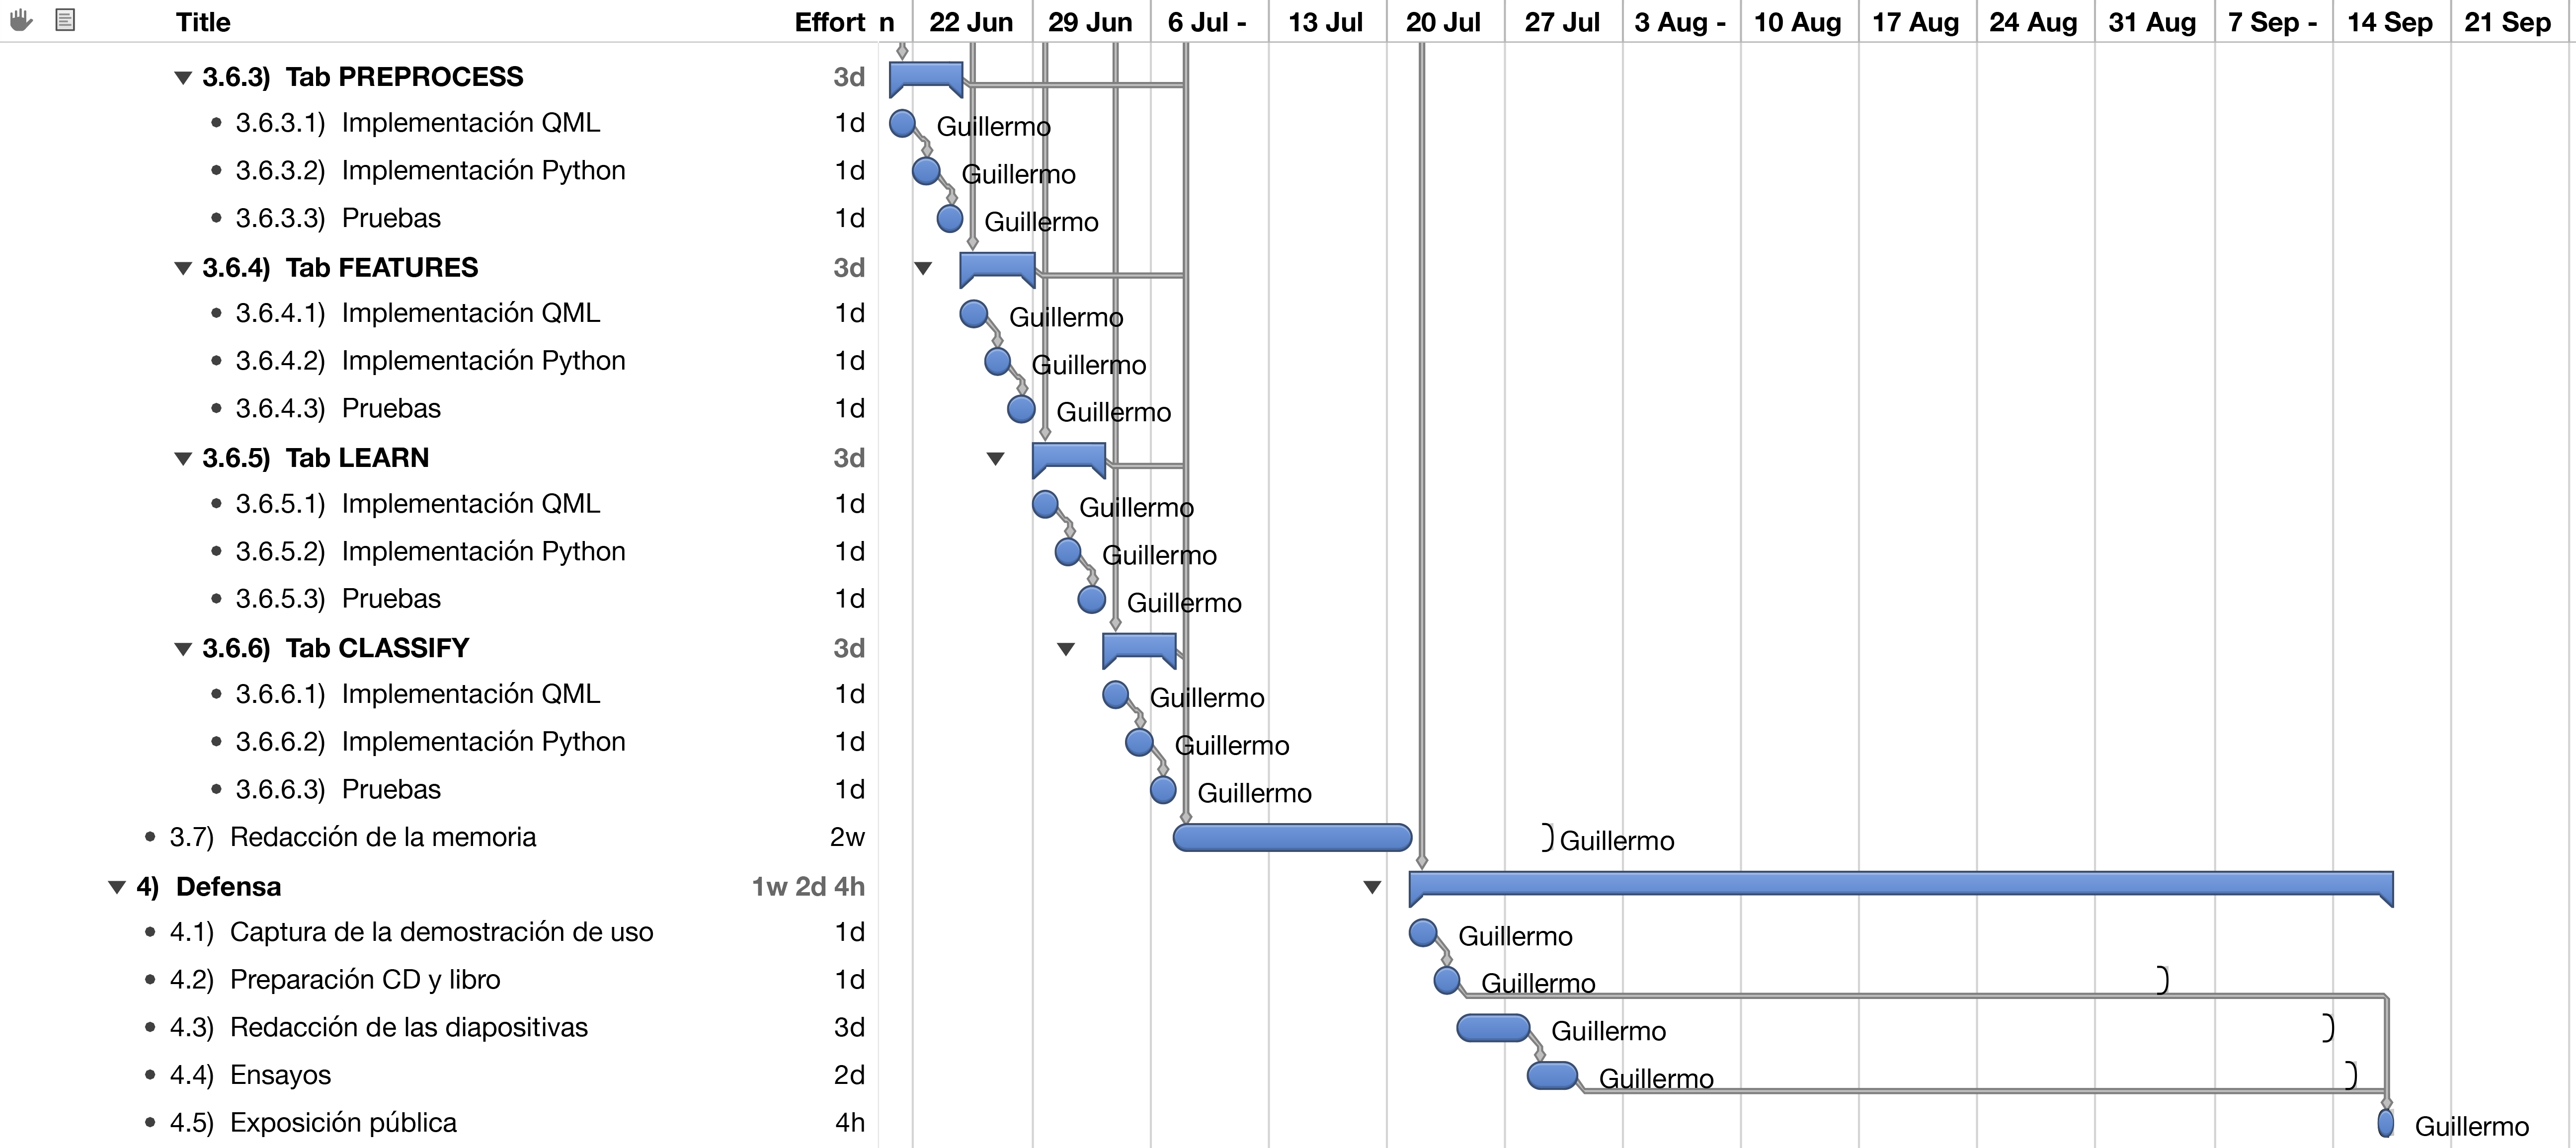 Title Effort n 22 Jun 29 Jun 6 Jul - 13 Jul 20 Jul 27 Jul 3 Aug - 10 Aug 17 Aug 24 Aug 31 Aug 7 Sep - 14 Sep 21 Sep
3.6.3) Tab PREPROCESS 3d
3.6.3.1) Implementación QML 1d Guillermo
3.6.3.2) Implementación Python 1d Guillermo
3.6.3.3) Pruebas 1d Guillermo
3.6.4) Tab FEATURES 3d
3.6.4.1) Implementación QML 1d Guillermo
3.6.4.2) Implementación Python 1d Guillermo
3.6.4.3) Pruebas 1d Guillermo
3.6.5) Tab LEARN 3d
3.6.5.1) Implementación QML 1d Guillermo
3.6.5.2) Implementación Python 1d Guillermo
3.6.5.3) Pruebas 1d Guillermo
3.6.6) Tab CLASSIFY 3d
3.6.6.1) Implementación QML 1d Guillermo
3.6.6.2) Implementación Python 1d Guillermo
3.6.6.3) Pruebas 1d Guillermo
3.7) Redacción de la memoria 2w Guillermo
4) Defensa 1w 2d 4h
4.1) Captura de la demostración de uso 1d Guillermo
4.2) Preparación CD y libro 1d Guillermo
4.3) Redacción de las diapositivas 3d Guillermo
4.4) Ensayos 2d Guillermo
4.5) Exposición pública 4h Guillermo